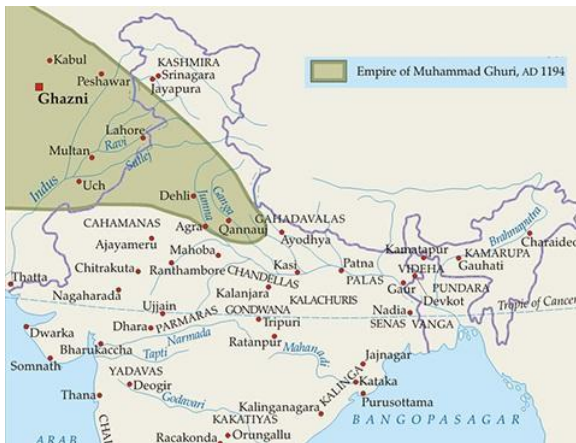 Empire of Muhammad Ghuri, AD 1194
Kabul
KASHMIRA
Peshawar
Srinagara
Jayapura
Ghazni
Lahore
Ravi
Multan
Satlej
Indus
Uch
Dehli
Jumna
Ganga
CAHAMANAS
Agra
Qannauj
GAHADAVALAS
Ayodhya
Brahmaputra
Charaideo
Ajayameru
Mahoba
Kamatapur
KAMARUPA
Gauhati
Thatta
Chitrakuta
Ranthambore
CHANDELLAS
Kasi
Patna
PALAS
VIDEHA
PUNDARA
Devkot
Nagaharada
Kalanjara
KALACHURIS
Gaur
Tropic of Cancer
Ujjain
GONDWANA
Nadia
SENAS
VANGA
Dwarka
Dhara
PARMARAS
Tripuri
Narmada
Ratanpur
Mahanadi
Jajnagar
Bharukaccha
Tapti
Somnath
YADAVAS
Deogir
KALINGA
Kataka
Thana
Godavari
Kalinganagara
Purusottama
KAKATIYAS
BANGOPASAGAR
Racakonda
Orungallu
ARAB
CHA